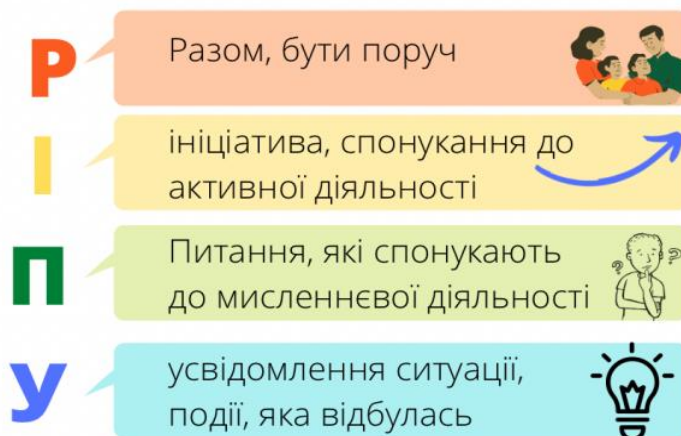 Р
Разом, бути поруч
І
ініціатива, спонукання до
активної діяльності
П
Питання, які спонукають
до мисленнєвої діяльності
? ?
У
усвідомлення ситуації,
події, яка відбулась